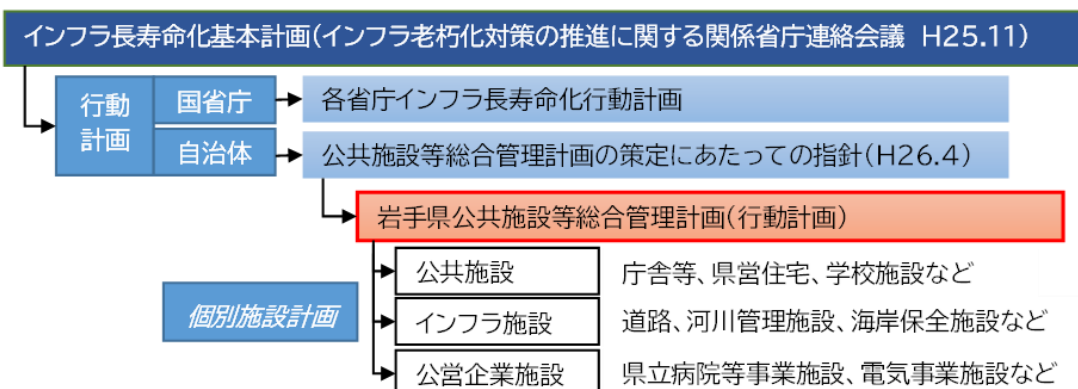 インフラ長寿命化基本計画(インフラ老朽化対策の推進に関する関係省庁連絡会議 H25.11)
行動
計画
国省庁
各省庁インフラ長寿命化行動計画
自治体
公共施設等総合管理計画の策定にあたっての指針(H26.4)
岩手県公共施設等総合管理計画(行動計画)
個別施設計画
公共施設
庁舎等、県営住宅、学校施設など
インフラ施設
道路、河川管理施設、海岸保全施設など
公営企業施設
県立病院等事業施設、電気事業施設など